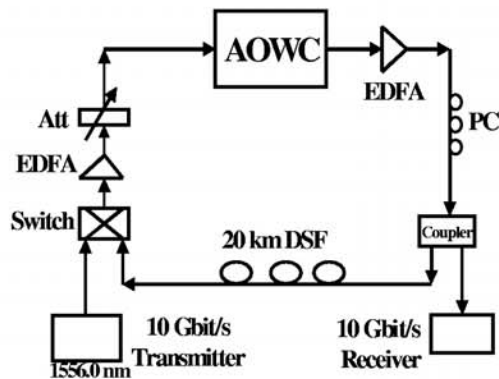 AOWC
EDFA
Att
PC
EDFA
Switch
Coupler
20 km DSF
10 Gbit/s
Transmitter
1556.0 nm
10 Gbit/s
Receiver